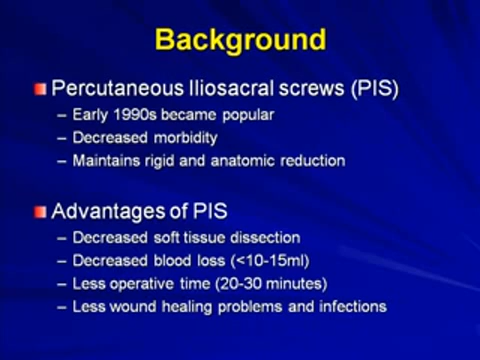 Background
Percutaneous Iliosacral screws (PIS)
– Early 1990s became popular
– Decreased morbidity
– Maintains rigid and anatomic reduction
Advantages of PIS
– Decreased soft tissue dissection
– Decreased blood loss (<10-15ml)
– Less operative time (20-30 minutes)
– Less wound healing problems and infections